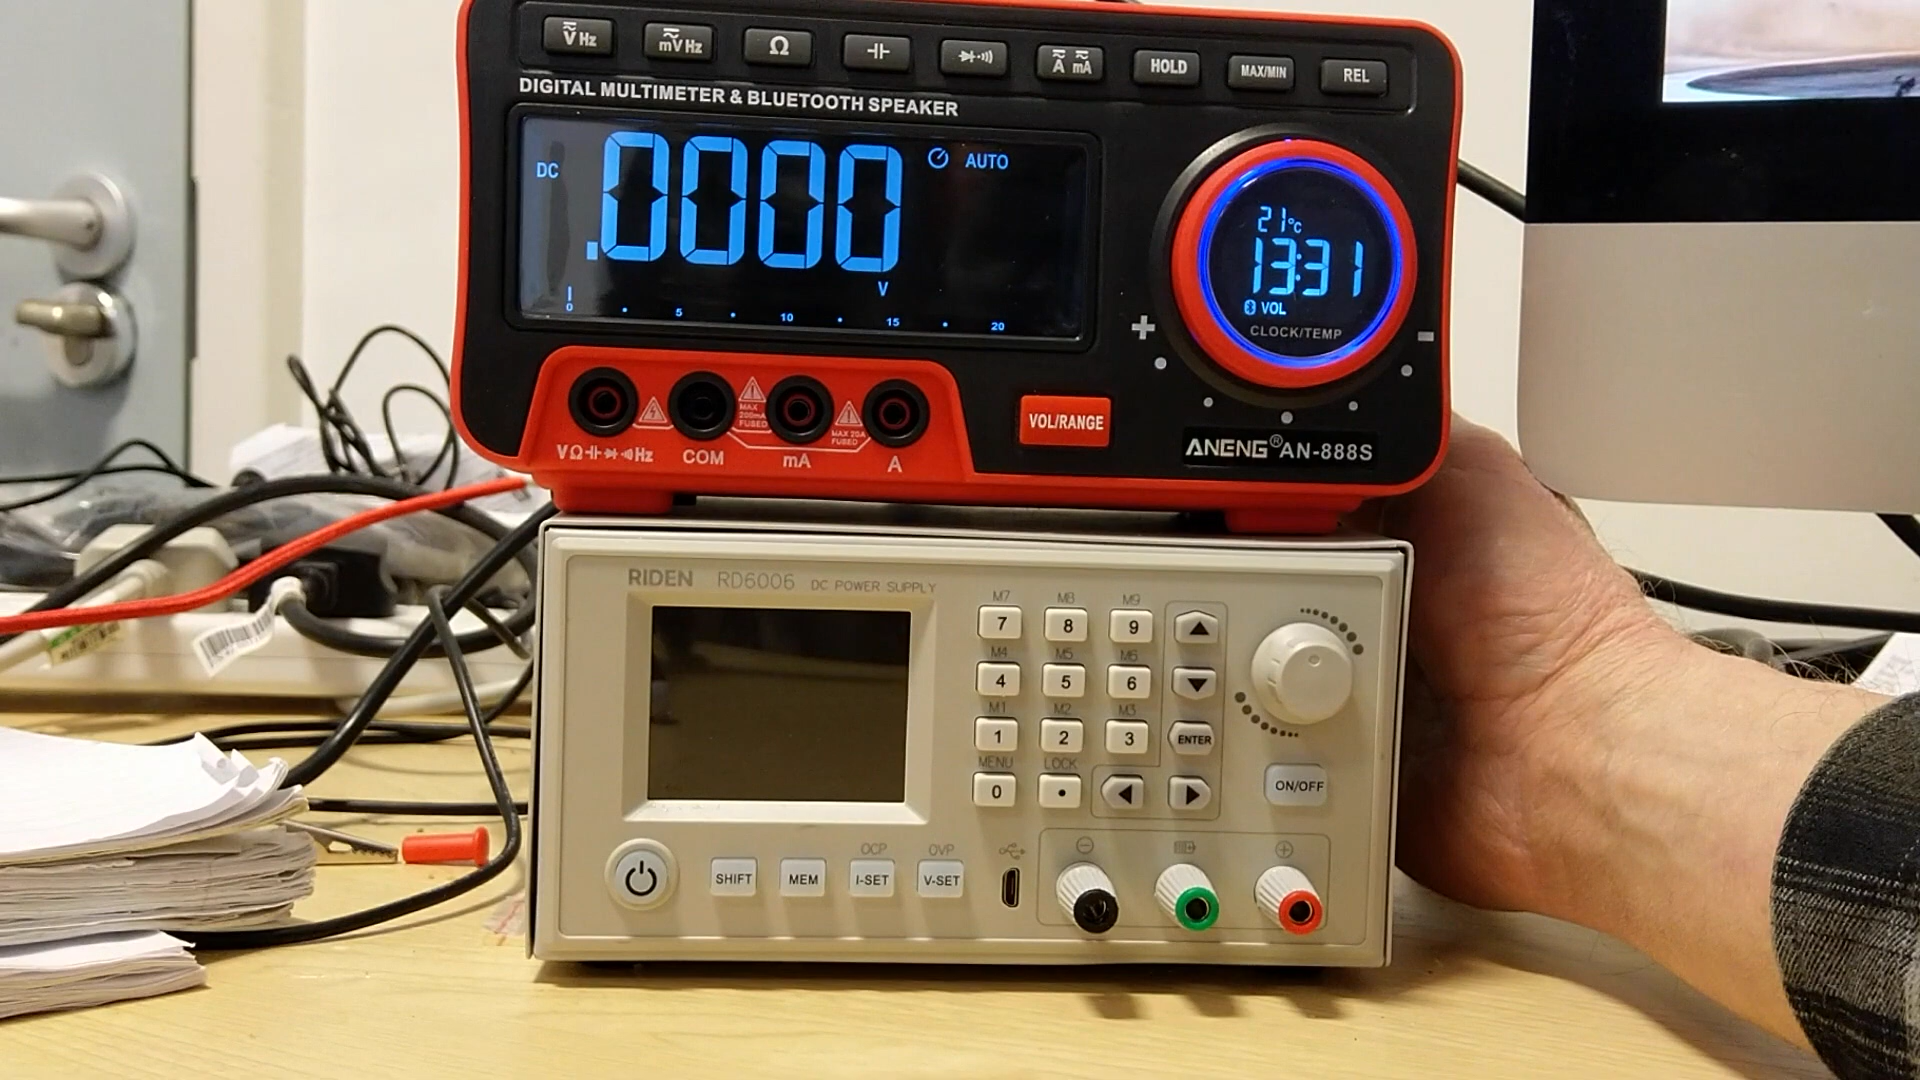 V Hz
mV Hz
Ω
A mA
HOLD
MAX/MIN
REL
DIGITAL MULTIMETER & BLUETOOTH SPEAKER
DC
.0000
AUTO
V
0 5 10 15 20
21°C
13:31
VOL
CLOCK/TEMP
+
-
MAX 200mA FUSED
MAX 20A FUSED
VΩ Hz
COM
mA
A
VOL/RANGE
ANENG® AN-888S
RIDEN RD6006 DC POWER SUPPLY
M7 M8 M9
7 8 9
M4 M5 M6
4 5 6
M1 M2 M3
1 2 3
ENTER
MENU LOCK
0 .
ON/OFF
OCP OVP
SHIFT MEM I-SET V-SET
- +